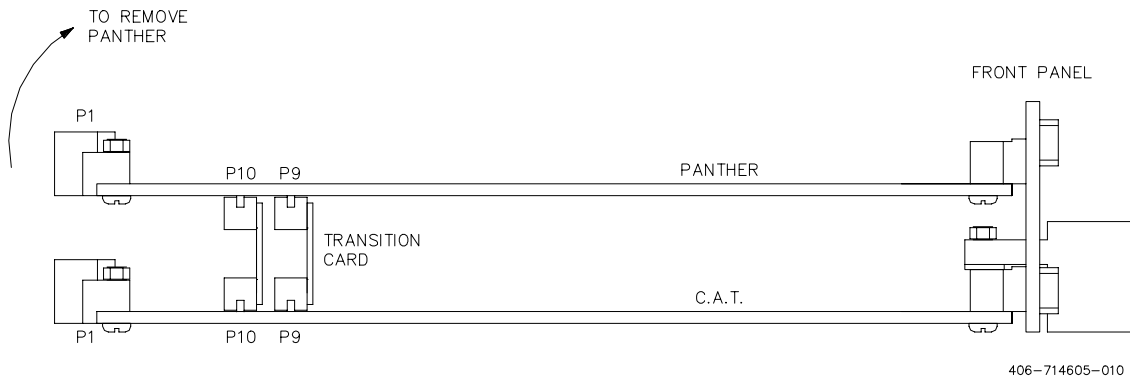 TO REMOVE
PANTHER
FRONT PANEL
P1
P10 P9
PANTHER
TRANSITION
CARD
C.A.T.
P1
P10 P9
406-714605-010